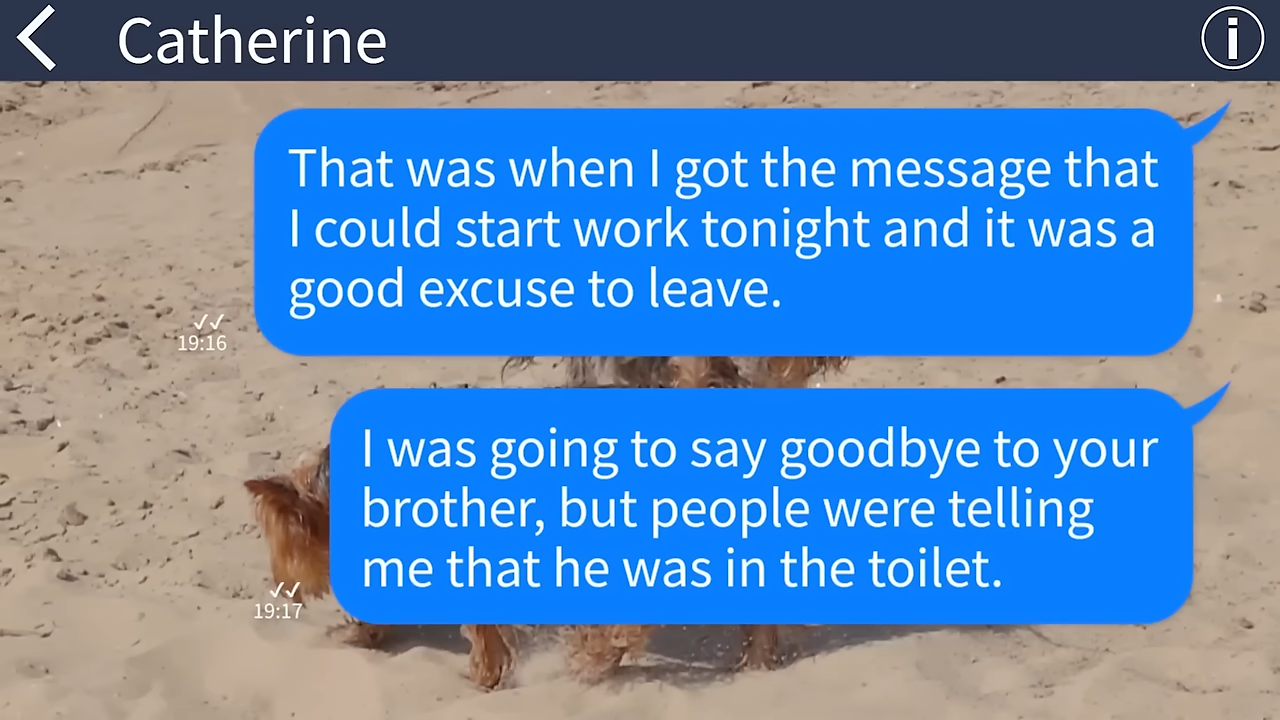 Catherine
That was when I got the message that
I could start work tonight and it was a
good excuse to leave.
19:16
I was going to say goodbye to your
brother, but people were telling
me that he was in the toilet.
19:17